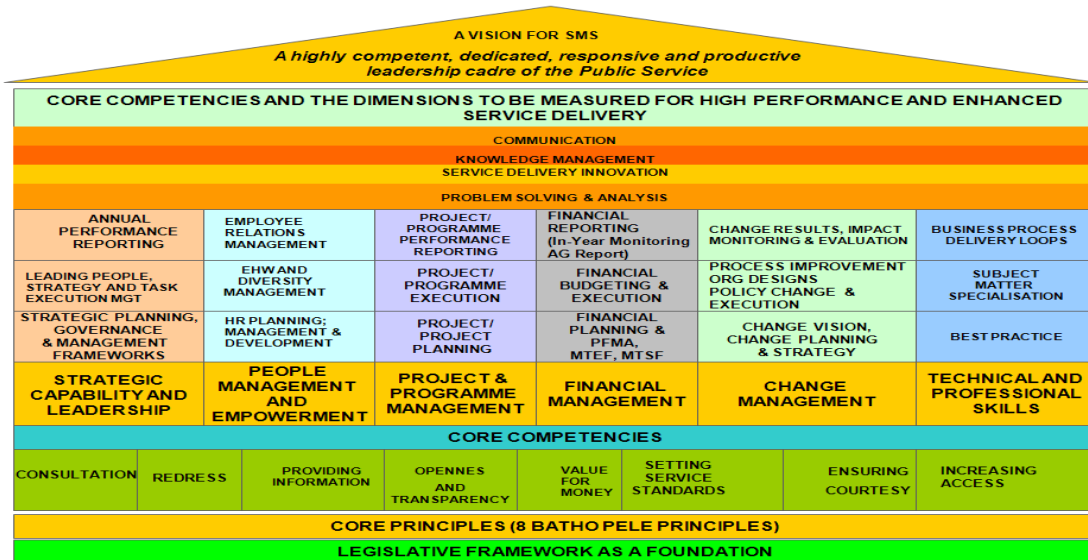 A VISION FOR SMS
A highly competent, dedicated, responsive and productive
leadership cadre of the Public Service
CORE COMPETENCIES AND THE DIMENSIONS TO BE MEASURED FOR HIGH PERFORMANCE AND ENHANCED
SERVICE DELIVERY
COMMUNICATION
KNOWLEDGE MANAGEMENT
SERVICE DELIVERY INNOVATION
PROBLEM SOLVING & ANALYSIS
ANNUAL
PERFORMANCE
REPORTING
EMPLOYEE
RELATIONS
MANAGEMENT
PROJECT/
PROGRAMME
PERFORMANCE
REPORTING
FINANCIAL
REPORTING
(In-Year Monitoring
AG Report)
CHANGE RESULTS, IMPACT
MONITORING & EVALUATION
BUSINESS PROCESS
DELIVERY LOOPS
LEADING PEOPLE,
STRATEGY AND TASK
EXECUTION MGT
EHW AND
DIVERSITY
MANAGEMENT
PROJECT/
PROGRAMME
EXECUTION
FINANCIAL
BUDGETING &
EXECUTION
PROCESS IMPROVEMENT
ORG DESIGNS
POLICY CHANGE &
EXECUTION
SUBJECT
MATTER
SPECIALISATION
STRATEGIC PLANNING,
GOVERNANCE
& MANAGEMENT
FRAMEWORKS
HR PLANNING;
MANAGEMENT &
DEVELOPMENT
PROJECT/
PROJECT
PLANNING
FINANCIAL
PLANNING &
PFMA,
MTEF, MTSF
CHANGE VISION,
CHANGE PLANNING
& STRATEGY
BEST PRACTICE
STRATEGIC
CAPABILITY AND
LEADERSHIP
PEOPLE
MANAGEMENT
AND
EMPOWERMENT
PROJECT &
PROGRAMME
MANAGEMENT
FINANCIAL
MANAGEMENT
CHANGE
MANAGEMENT
TECHNICAL AND
PROFESSIONAL
SKILLS
CORE COMPETENCIES
CONSULTATION
REDRESS
PROVIDING
INFORMATION
OPENNES
AND
TRANSPARENCY
VALUE
FOR
MONEY
SETTING
SERVICE
STANDARDS
ENSURING
COURTESY
INCREASING
ACCESS
CORE PRINCIPLES (8 BATHO PELE PRINCIPLES)
LEGISLATIVE FRAMEWORK AS A FOUNDATION